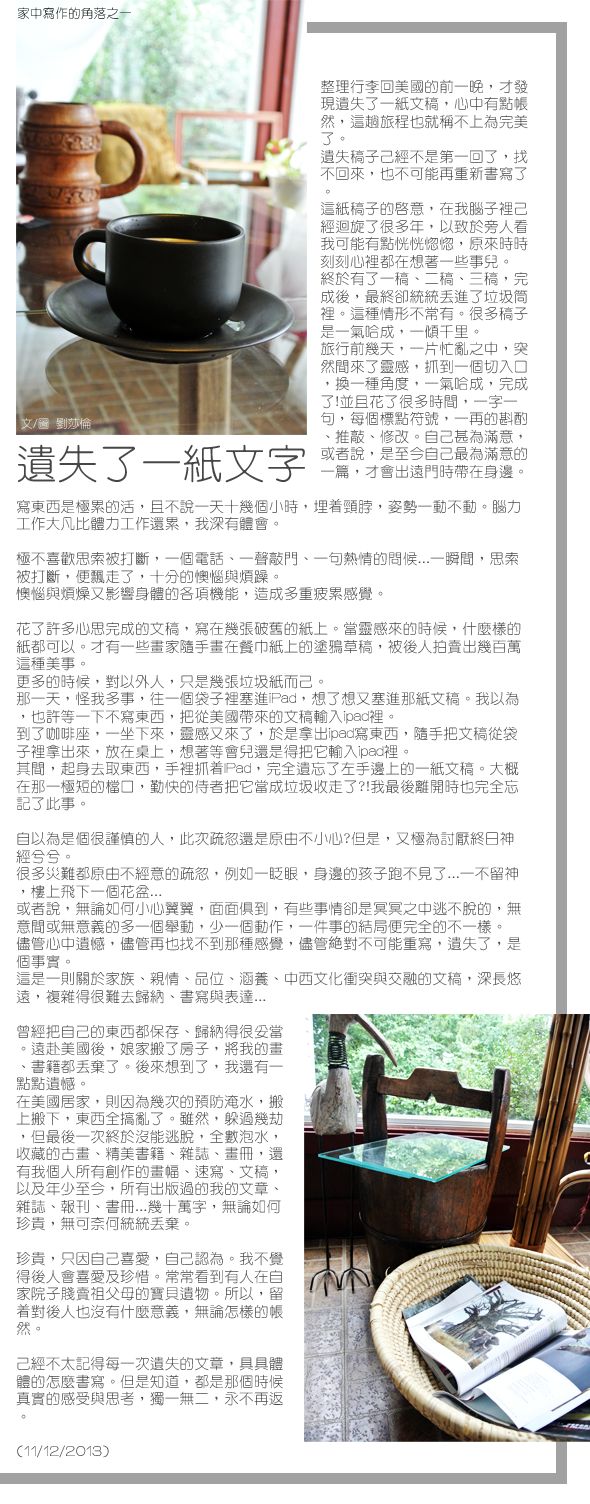 家中寫作的角落之一
整理行李回美國的前一晚，才發
現遺失了一紙文稿，心中有點帳
然，這趟旅程也就稱不上為完美
了。
遺失稿子己經不是第一回了，找
不回來，也不可能再重新書寫了
。
這紙稿子的啓意，在我腦子裡己
經迴旋了很多年，以致於旁人看
我可能有點恍恍惚惚，原來時時
刻刻心裡都在想著一些事兒。
終於有了一稿、二稿、三稿，完
成後，最終卻統統丟進了垃圾筒
裡。這種情形不常有。很多稿子
是一氣哈成，一傾千里。
旅行前幾天，一片忙亂之中，突
然間來了靈感，抓到一個切入口
，換一種角度，一氣哈成，完成
了!並且花了很多時間，一字一
句，每個標點符號，一再的斟酌
、推敲、修改。自己甚為滿意，
或者說，是至今自己最為滿意的
一篇，才會出遠門時帶在身邊。
文/圖 劉莎倫
遺失了一紙文字
寫東西是極累的活，且不說一天十幾個小時，埋着頸脖，姿勢一動不動。腦力
工作大凡比體力工作還累，我深有體會。
極不喜歡思索被打斷，一個電話、一聲敲門、一句熱情的問候...一瞬間，思索
被打斷，便飄走了，十分的懊惱與煩躁。
懊惱與煩燥又影響身體的各項機能，造成多重疲累感覺。
花了許多心思完成的文稿，寫在幾張破舊的紙上。當靈感來的時候，什麼樣的
紙都可以。才有一些畫家隨手畫在餐巾紙上的塗鴉草稿，被後人拍賣出幾百萬
這種美事。
更多的時候，對以外人，只是幾張垃圾紙而己。
那一天，怪我多事，往一個袋子裡塞進iPad，想了想又塞進那紙文稿。我以為
，也許等一下不寫東西，把從美國帶來的文稿輸入ipad裡。
到了咖啡座，一坐下來，靈感又來了，於是拿出ipad寫東西，隨手把文稿從袋
子裡拿出來，放在桌上，想著等會兒還是得把它輸入ipad裡。
其間，起身去取東西，手裡抓着iPad，完全遺忘了左手邊上的一紙文稿。大概
在那一極短的檔口，勤快的侍者把它當成垃圾收走了?!我最後離開時也完全忘
記了此事。
自以為是個很謹慎的人，此次疏忽還是原由不小心?但是，又極為討厭終日神
經兮兮。
很多災難都原由不經意的疏忽，例如一眨眼，身邊的孩子跑不見了...一不留神
，樓上飛下一個花盆...
或者說，無論如何小心翼翼，面面俱到，有些事情卻是冥冥之中逃不脫的，無
意間或無意義的多一個舉動，少一個動作，一件事的結局便完全的不一樣。
儘管心中遺憾，儘管再也找不到那種感覺，儘管絕對不可能重寫，遺失了，是
個事實。
這是一則關於家族、親情、品位、涵養、中西文化衝突與交融的文稿，深長悠
遠，複雜得很難去歸納、書寫與表達...
曾經把自己的東西都保存、歸納得很妥當
。遠赴美國後，娘家搬了房子，將我的畫
、書籍都丟棄了。後來想到了，我還有一
點點遺憾。
在美國居家，則因為幾次的預防淹水，搬
上搬下，東西全搞亂了。雖然，躲過幾劫
，但最後一次終於沒能逃脫，全數泡水，
收藏的古畫、精美書籍、雜誌、畫冊，還
有我個人所有創作的畫幅、速寫、文稿，
以及年少至今，所有出版過的我的文章、
雜誌、報刊、書冊...幾十萬字，無論如何
珍貴，無可奈何統統丟棄。
珍貴，只因自己喜愛，自己認為。我不覺
得後人會喜愛及珍惜。常常看到有人在自
家院子賤賣祖父母的寶貝遺物。所以，留
着對後人也沒有什麼意義，無論怎樣的帳
然。
己經不太記得每一次遺失的文章，具具體
體的怎麼書寫。但是知道，都是那個時候
真實的感受與思考，獨一無二，永不再返
。
(11/12/2013)